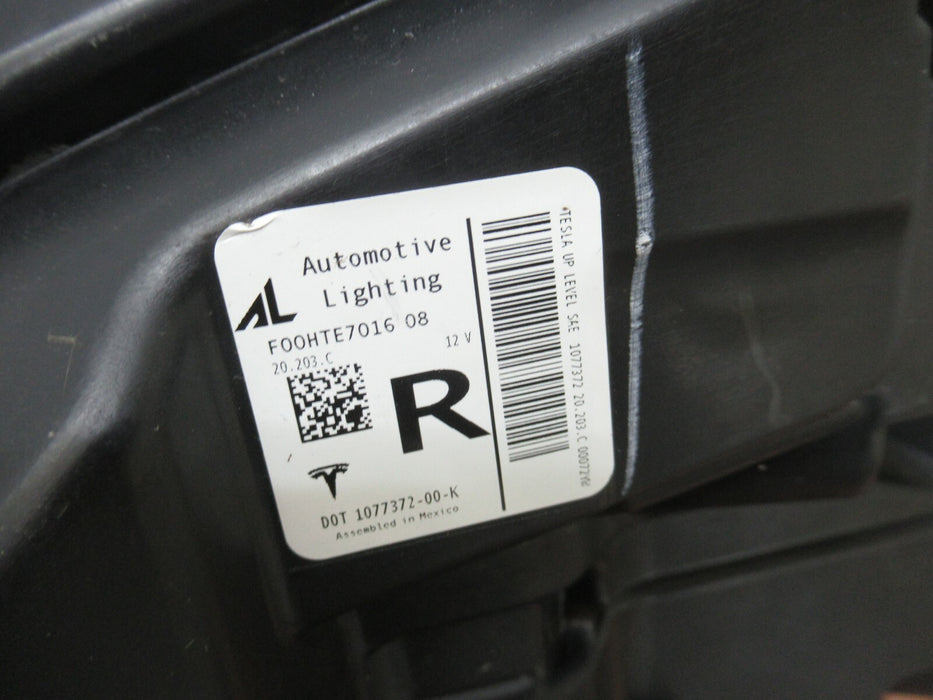 AL
Automotive
Lighting
F00HTE7016 08
20.203.C
12 V
R
DOT 1077372-00-K
Assembled in Mexico
*TESLA UP LEVEL SAE 1077372 20.203.C